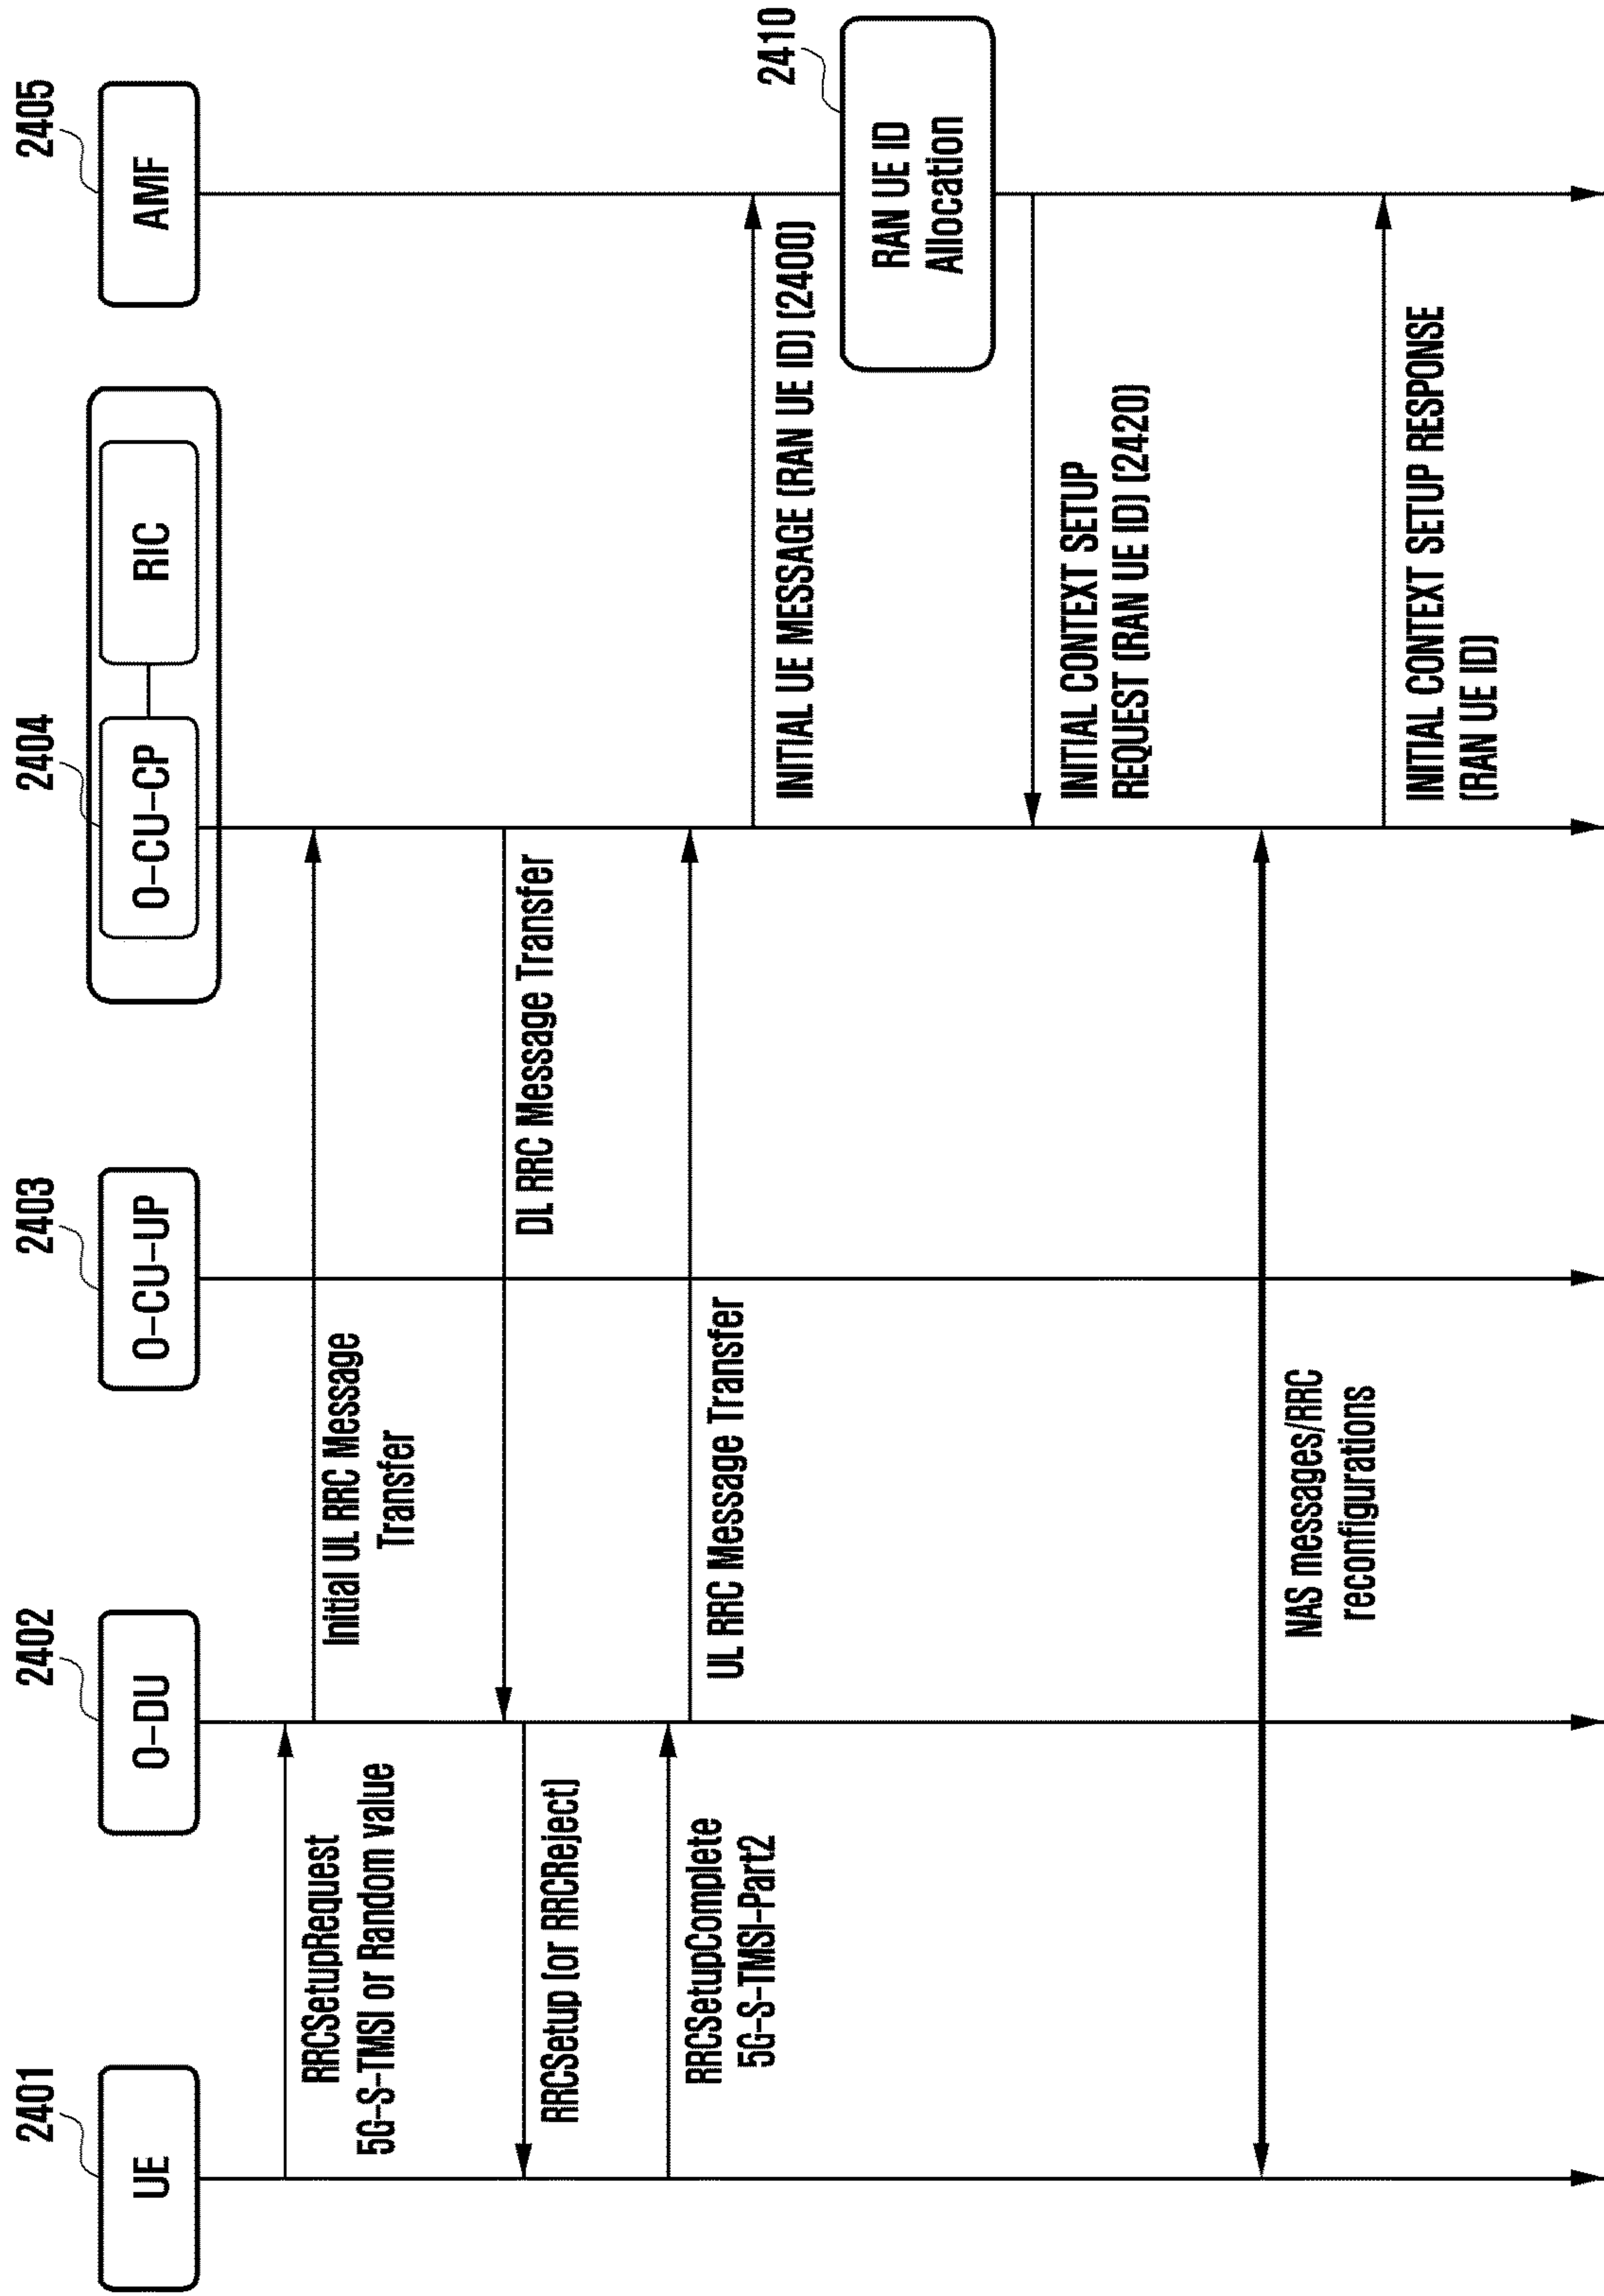 2401
2402
2403
2404
2405
UE
O-DU
O-CU-UP
O-CU-CP
RIC
AMF
RRCSetupRequest
5G-S-TMSI or Random value
Initial UL RRC Message
Transfer
DL RRC Message Transfer
RRCSetup (or RRCReject)
RRCSetupComplete
5G-S-TMSI-Part2
UL RRC Message Transfer
INITIAL UE MESSAGE (RAN UE ID) (2400)
2410
RAN UE ID
Allocation
INITIAL CONTEXT SETUP
REQUEST (RAN UE ID) (2420)
NAS messages/RRC
reconfigurations
INITIAL CONTEXT SETUP RESPONSE
(RAN UE ID)